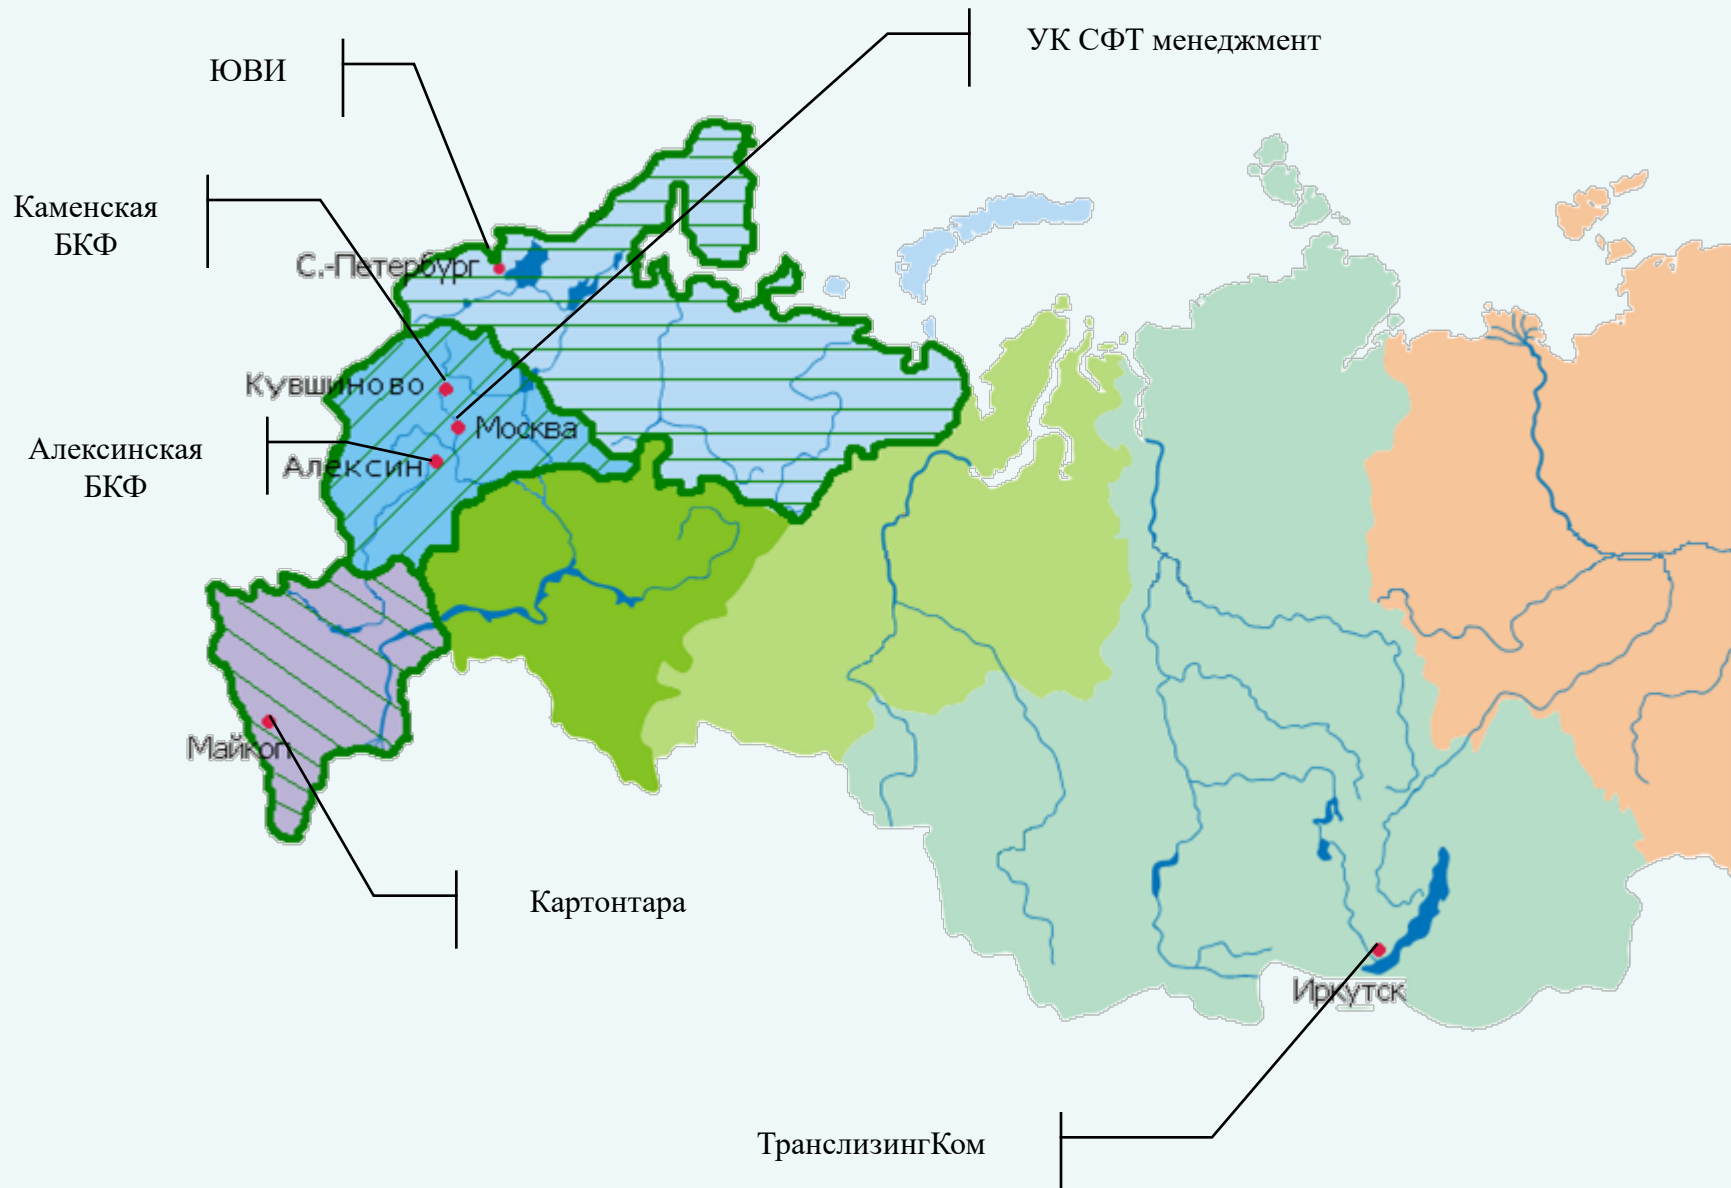 УК СФТ менеджмент
ЮВИ
Каменская
БКФ
С.-Петербург
Кувшиново
Москва
Алексинская
БКФ
Алексин
Майкоп
Картонтара
Иркутск
ТранслизингКом